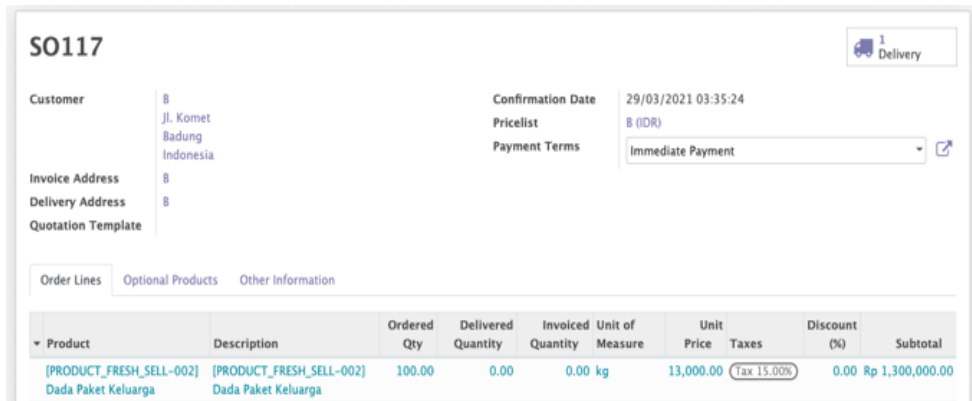 SO117
1
Delivery
Customer B
Jl. Komet
Badung
Indonesia
Invoice Address B
Delivery Address B
Quotation Template
Confirmation Date 29/03/2021 03:35:24
Pricelist B (IDR)
Payment Terms Immediate Payment
Order Lines Optional Products Other Information
Product Description Ordered Qty Delivered Quantity Invoiced Quantity Unit of Measure Unit Price Taxes Discount (%) Subtotal
[PRODUCT_FRESH_SELL-002] [PRODUCT_FRESH_SELL-002] 100.00 0.00 0.00 kg 13,000.00 Tax 15.00% 0.00 Rp 1,300,000.00
Dada Paket Keluarga Dada Paket Keluarga